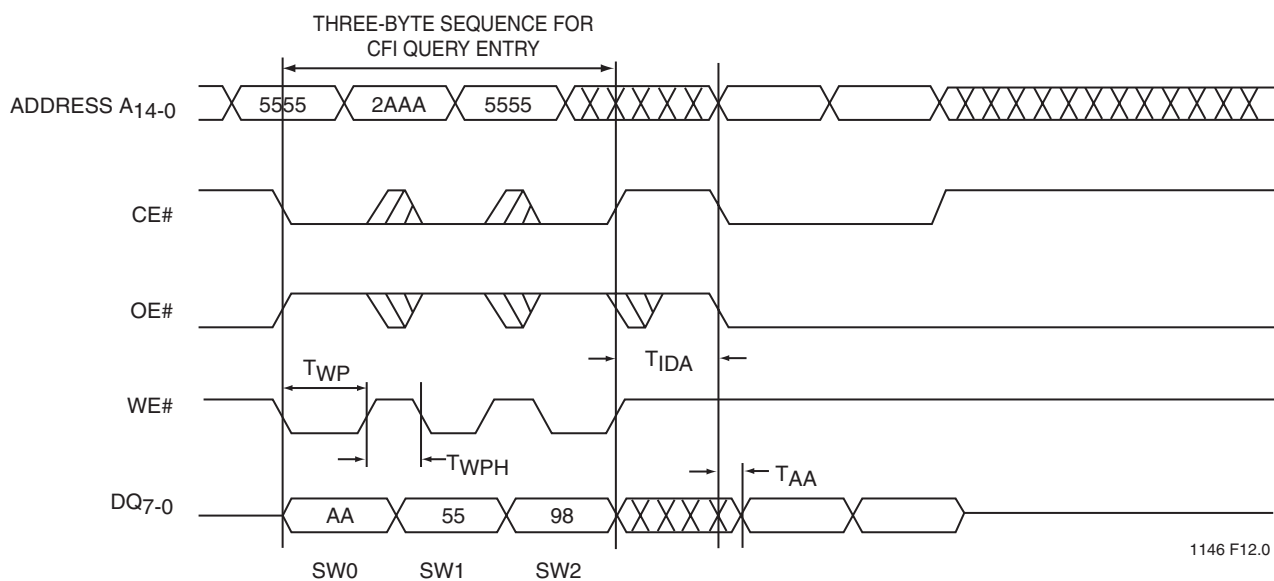 THREE-BYTE SEQUENCE FOR
CFI QUERY ENTRY
ADDRESS A14-0
5555
2AAA
5555
CE#
OE#
TIDA
TWP
WE#
TWPH
TAA
DQ7-0
AA
55
98
1146 F12.0
SW0
SW1
SW2